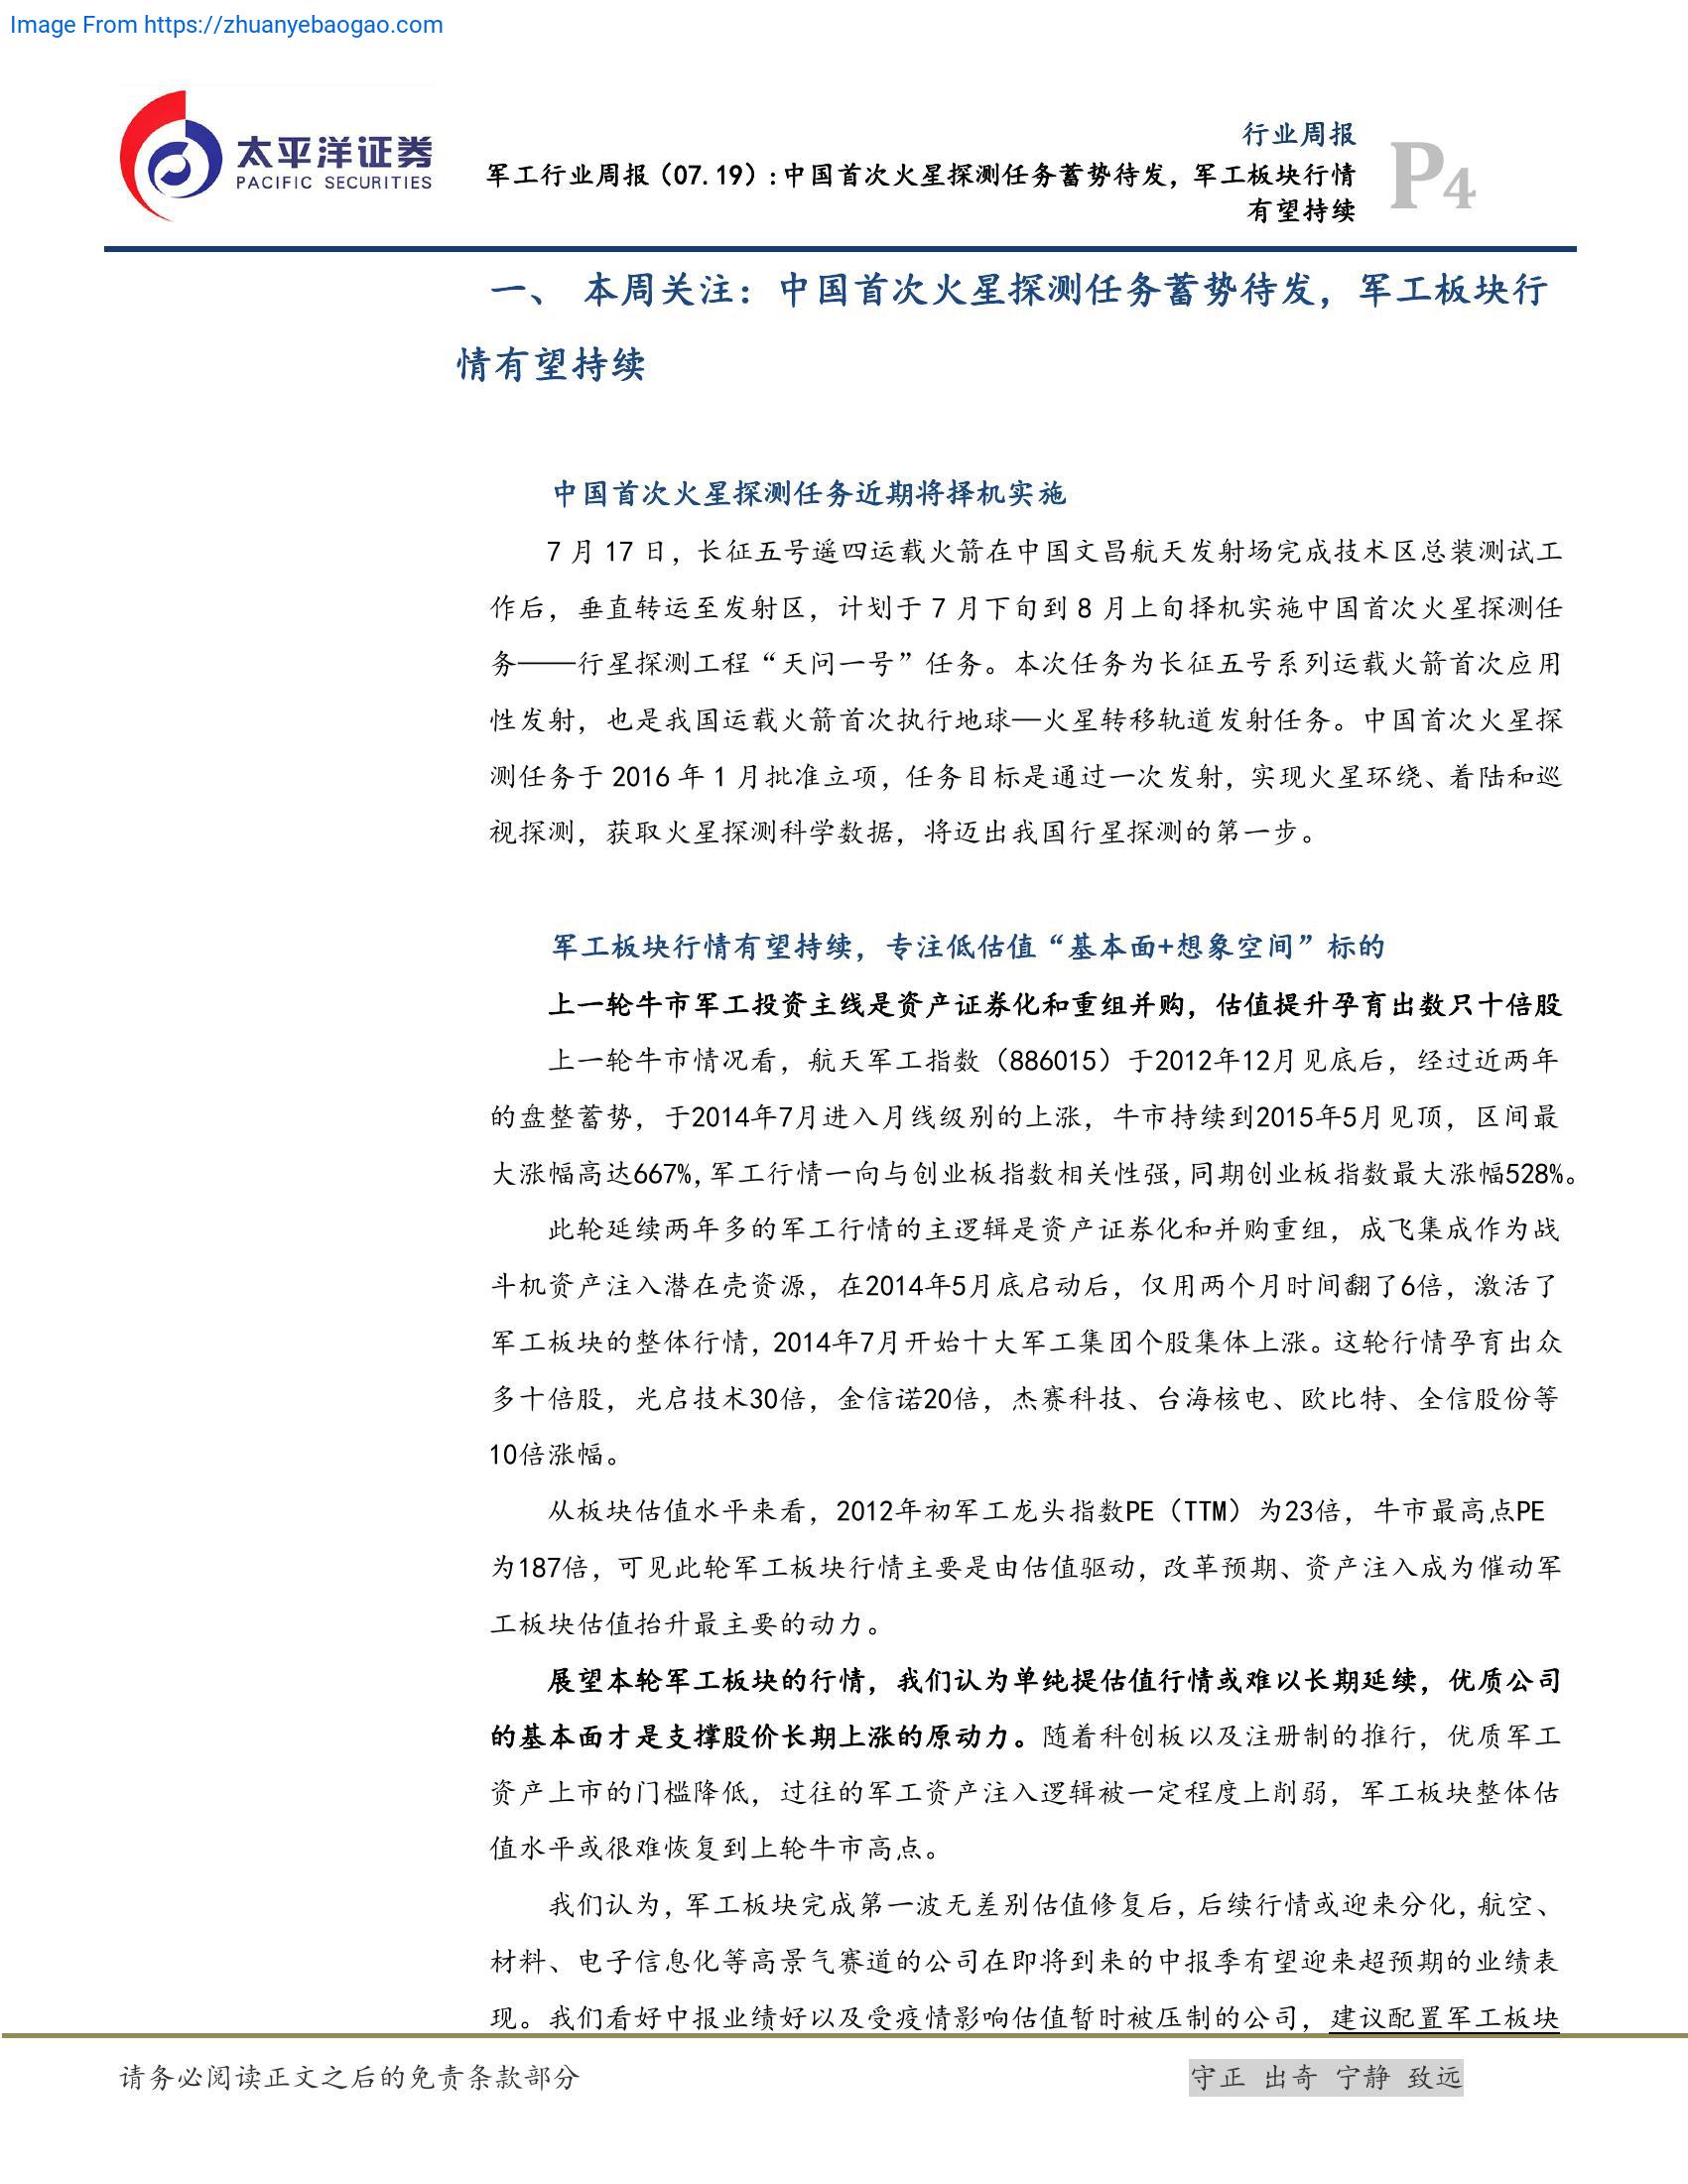 Image From https://zhuanyebaogao.com
太平洋证券
PACIFIC SECURITIES
行业周报
军工行业周报（07.19）:中国首次火星探测任务蓄势待发，军工板块行情
有望持续
P4
一、 本周关注：中国首次火星探测任务蓄势待发，军工板块行
情有望持续
中国首次火星探测任务近期将择机实施
7 月 17 日，长征五号遥四运载火箭在中国文昌航天发射场完成技术区总装测试工
作后，垂直转运至发射区，计划于 7 月下旬到 8 月上旬择机实施中国首次火星探测任
务——行星探测工程“天问一号”任务。本次任务为长征五号系列运载火箭首次应用
性发射，也是我国运载火箭首次执行地球—火星转移轨道发射任务。中国首次火星探
测任务于 2016 年 1 月批准立项，任务目标是通过一次发射，实现火星环绕、着陆和巡
视探测，获取火星探测科学数据，将迈出我国行星探测的第一步。
军工板块行情有望持续，专注低估值“基本面+想象空间”标的
上一轮牛市军工投资主线是资产证券化和重组并购，估值提升孕育出数只十倍股
上一轮牛市情况看，航天军工指数（886015）于2012年12月见底后，经过近两年
的盘整蓄势，于2014年7月进入月线级别的上涨，牛市持续到2015年5月见顶，区间最
大涨幅高达667%，军工行情一向与创业板指数相关性强，同期创业板指数最大涨幅528%。
此轮延续两年多的军工行情的主逻辑是资产证券化和并购重组，成飞集成作为战
斗机资产注入潜在壳资源，在2014年5月底启动后，仅用两个月时间翻了6倍，激活了
军工板块的整体行情，2014年7月开始十大军工集团个股集体上涨。这轮行情孕育出众
多十倍股，光启技术30倍，金信诺20倍，杰赛科技、台海核电、欧比特、全信股份等
10倍涨幅。
从板块估值水平来看，2012年初军工龙头指数PE（TTM）为23倍，牛市最高点PE
为187倍，可见此轮军工板块行情主要是由估值驱动，改革预期、资产注入成为催动军
工板块估值抬升最主要的动力。
展望本轮军工板块的行情，我们认为单纯提估值行情或难以长期延续，优质公司
的基本面才是支撑股价长期上涨的原动力。随着科创板以及注册制的推行，优质军工
资产上市的门槛降低，过往的军工资产注入逻辑被一定程度上削弱，军工板块整体估
值水平或很难恢复到上轮牛市高点。
我们认为，军工板块完成第一波无差别估值修复后，后续行情或迎来分化，航空、
材料、电子信息化等高景气赛道的公司在即将到来的中报季有望迎来超预期的业绩表
现。我们看好中报业绩好以及受疫情影响估值暂时被压制的公司，建议配置军工板块
请务必阅读正文之后的免责条款部分
守正 出奇 宁静 致远